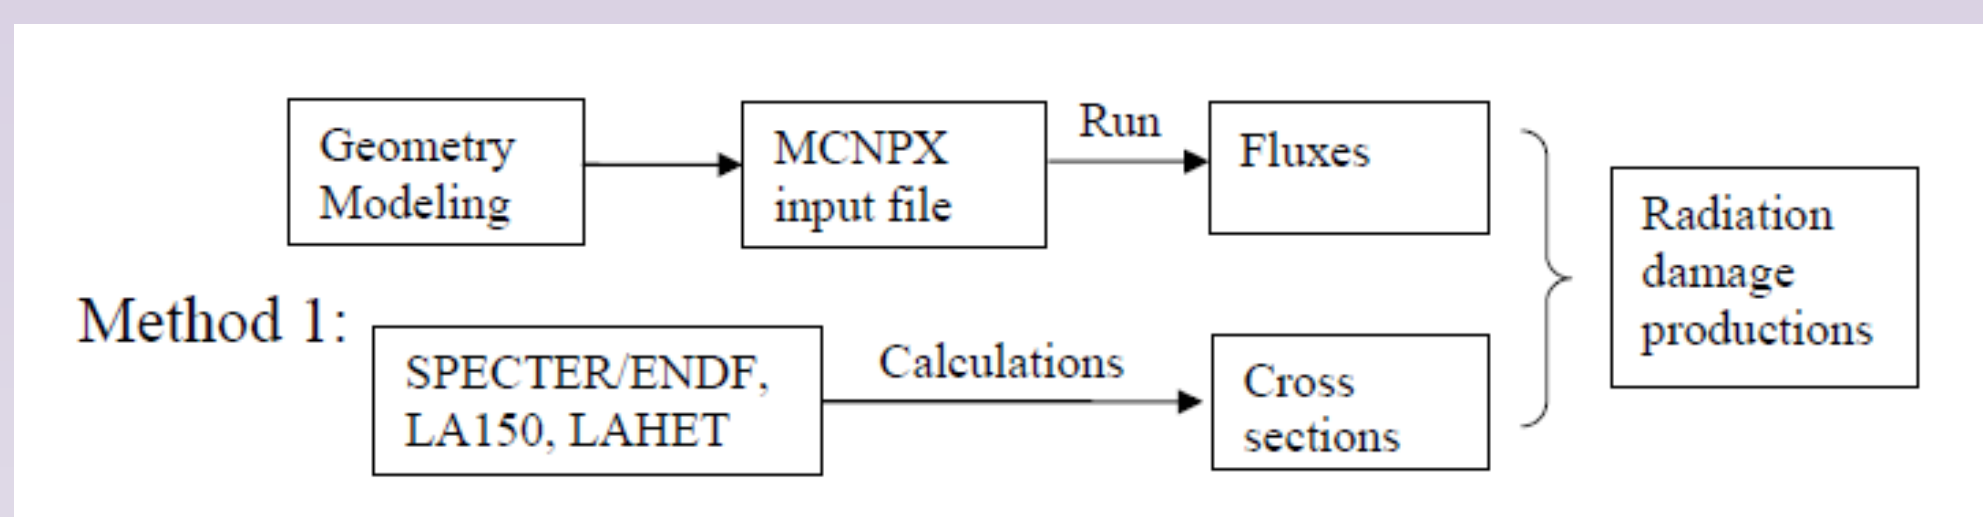 Geometry
Modeling
MCNPX
input file
Run
Fluxes
Method 1:
SPECTER/ENDF,
LA150, LAHET
Calculations
Cross
sections
Radiation
damage
productions